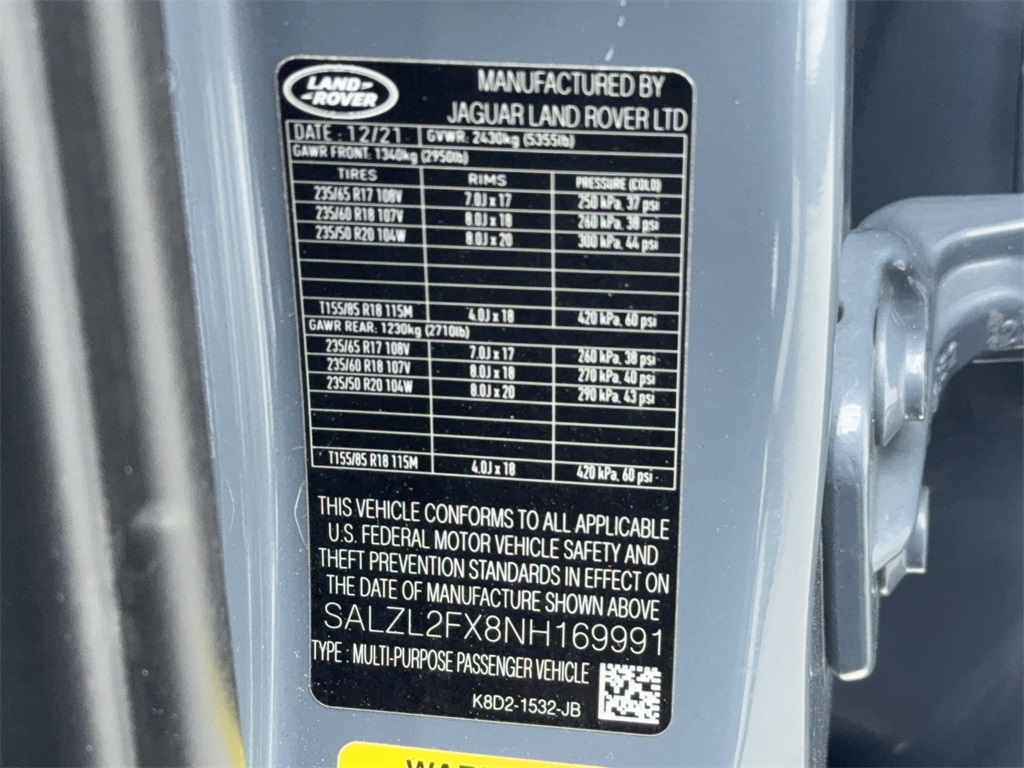 LAND ROVER
MANUFACTURED BY
JAGUAR LAND ROVER LTD
DATE : 12/21 GVWR: 2430kg (5355lb)
GAWR FRONT: 1340kg (2950lb)
TIRES RIMS PRESSURE (COLD)
235/65 R17 108V 7.0J x 17 250 kPa, 37 psi
235/60 R18 107V 8.0J x 18 260 kPa, 38 psi
235/50 R20 104W 8.0J x 20 300 kPa, 44 psi
T155/85 R18 115M 4.0J x 18 420 kPa, 60 psi
GAWR REAR: 1230kg (2710lb)
235/65 R17 108V 7.0J x 17 260 kPa, 38 psi
235/60 R18 107V 8.0J x 18 270 kPa, 40 psi
235/50 R20 104W 8.0J x 20 290 kPa, 43 psi
T155/85 R18 115M 4.0J x 18 420 kPa, 60 psi
THIS VEHICLE CONFORMS TO ALL APPLICABLE
U.S. FEDERAL MOTOR VEHICLE SAFETY AND
THEFT PREVENTION STANDARDS IN EFFECT ON
THE DATE OF MANUFACTURE SHOWN ABOVE
SALZL2FX8NH169991
TYPE : MULTI-PURPOSE PASSENGER VEHICLE
K8D2-1532-JB